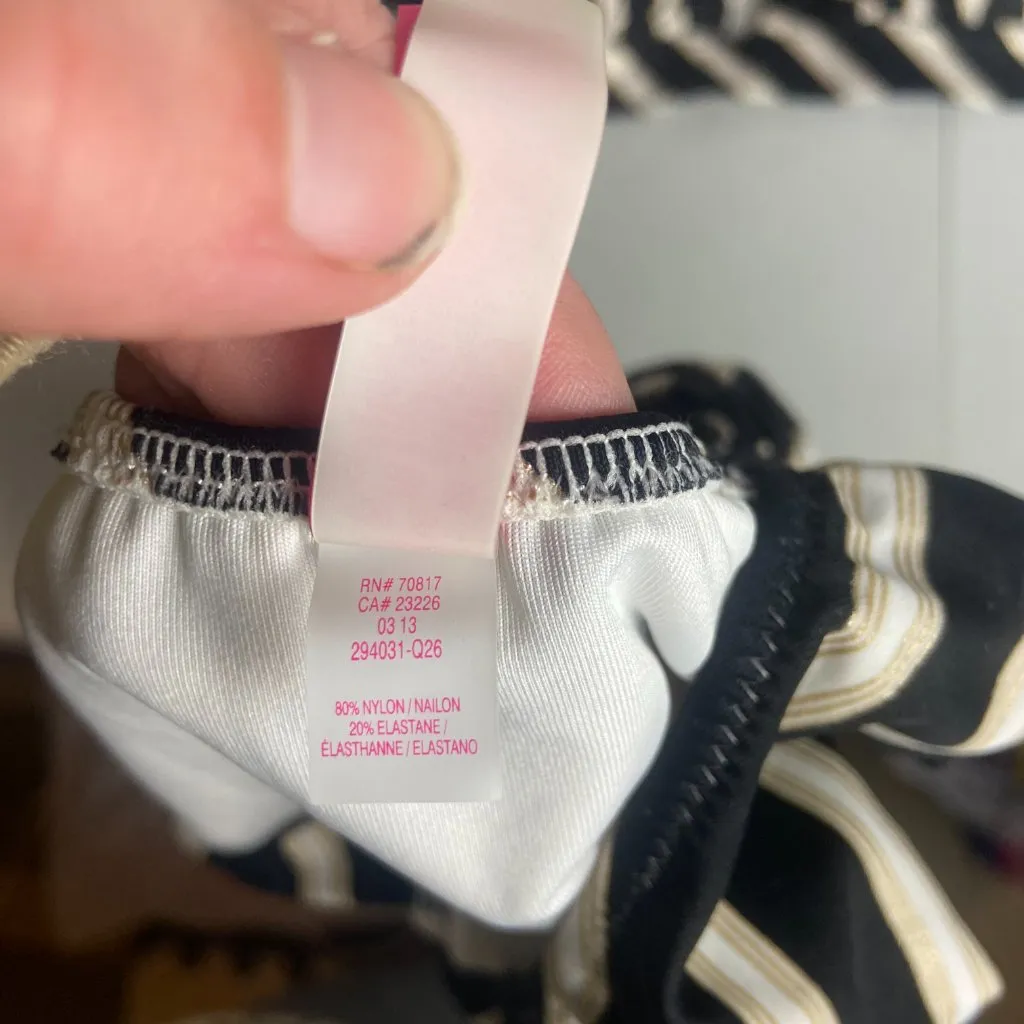 RN# 70817
CA# 23226
03 13
294031-Q26
80% NYLON / NAILON
20% ELASTANE /
ÉLASTHANNE / ELASTANO